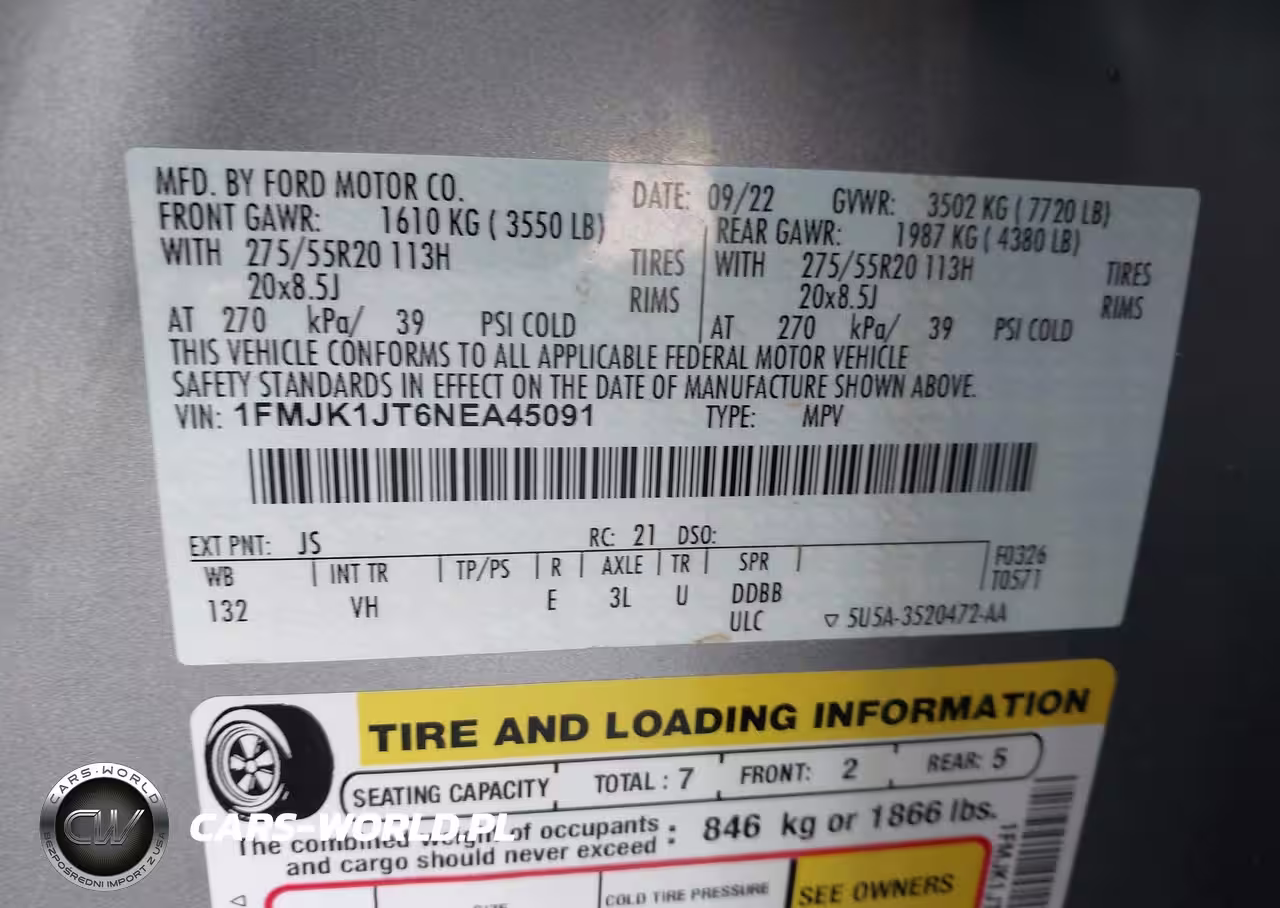 MFD. BY FORD MOTOR CO. DATE: 09/22 GVWR: 3502 KG ( 7720 LB)
FRONT GAWR: 1610 KG ( 3550 LB) REAR GAWR: 1987 KG ( 4380 LB)
WITH 275/55R20 113H TIRES WITH 275/55R20 113H TIRES
20x8.5J RIMS 20x8.5J RIMS
AT 270 kPa/ 39 PSI COLD AT 270 kPa/ 39 PSI COLD
THIS VEHICLE CONFORMS TO ALL APPLICABLE FEDERAL MOTOR VEHICLE
SAFETY STANDARDS IN EFFECT ON THE DATE OF MANUFACTURE SHOWN ABOVE.
VIN: 1FMJK1JT6NEA45091 TYPE: MPV
EXT PNT: JS RC: 21 DSO:
WB INT TR TP/PS R AXLE TR SPR F0326
T0571
132 VH E 3L U DDBB
ULC 5U5A-3520472-AA
TIRE AND LOADING INFORMATION
SEATING CAPACITY TOTAL : 7 FRONT: 2 REAR: 5
The combined weight of occupants : 846 kg or 1866 lbs.
and cargo should never exceed
COLD TIRE PRESSURE SEE OWNERS
1FMJK1J
CARS-WORLD
CW
BEZPOŚREDNI IMPORT Z USA
CARS-WORLD.PL